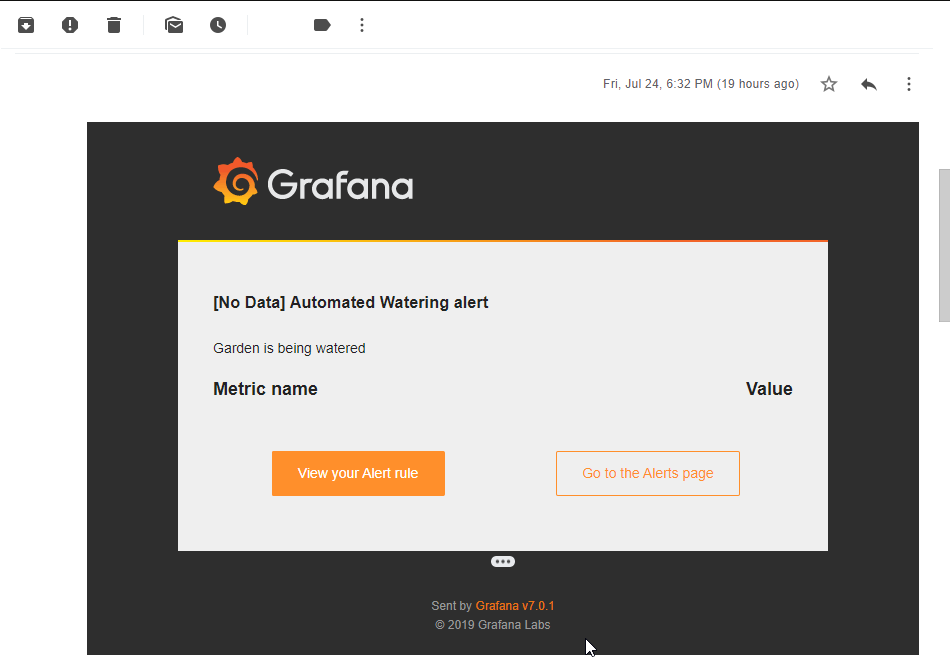 Fri, Jul 24, 6:32 PM (19 hours ago)
Grafana
[No Data] Automated Watering alert
Garden is being watered
Metric name Value
View your Alert rule Go to the Alerts page
Sent by Grafana v7.0.1
© 2019 Grafana Labs